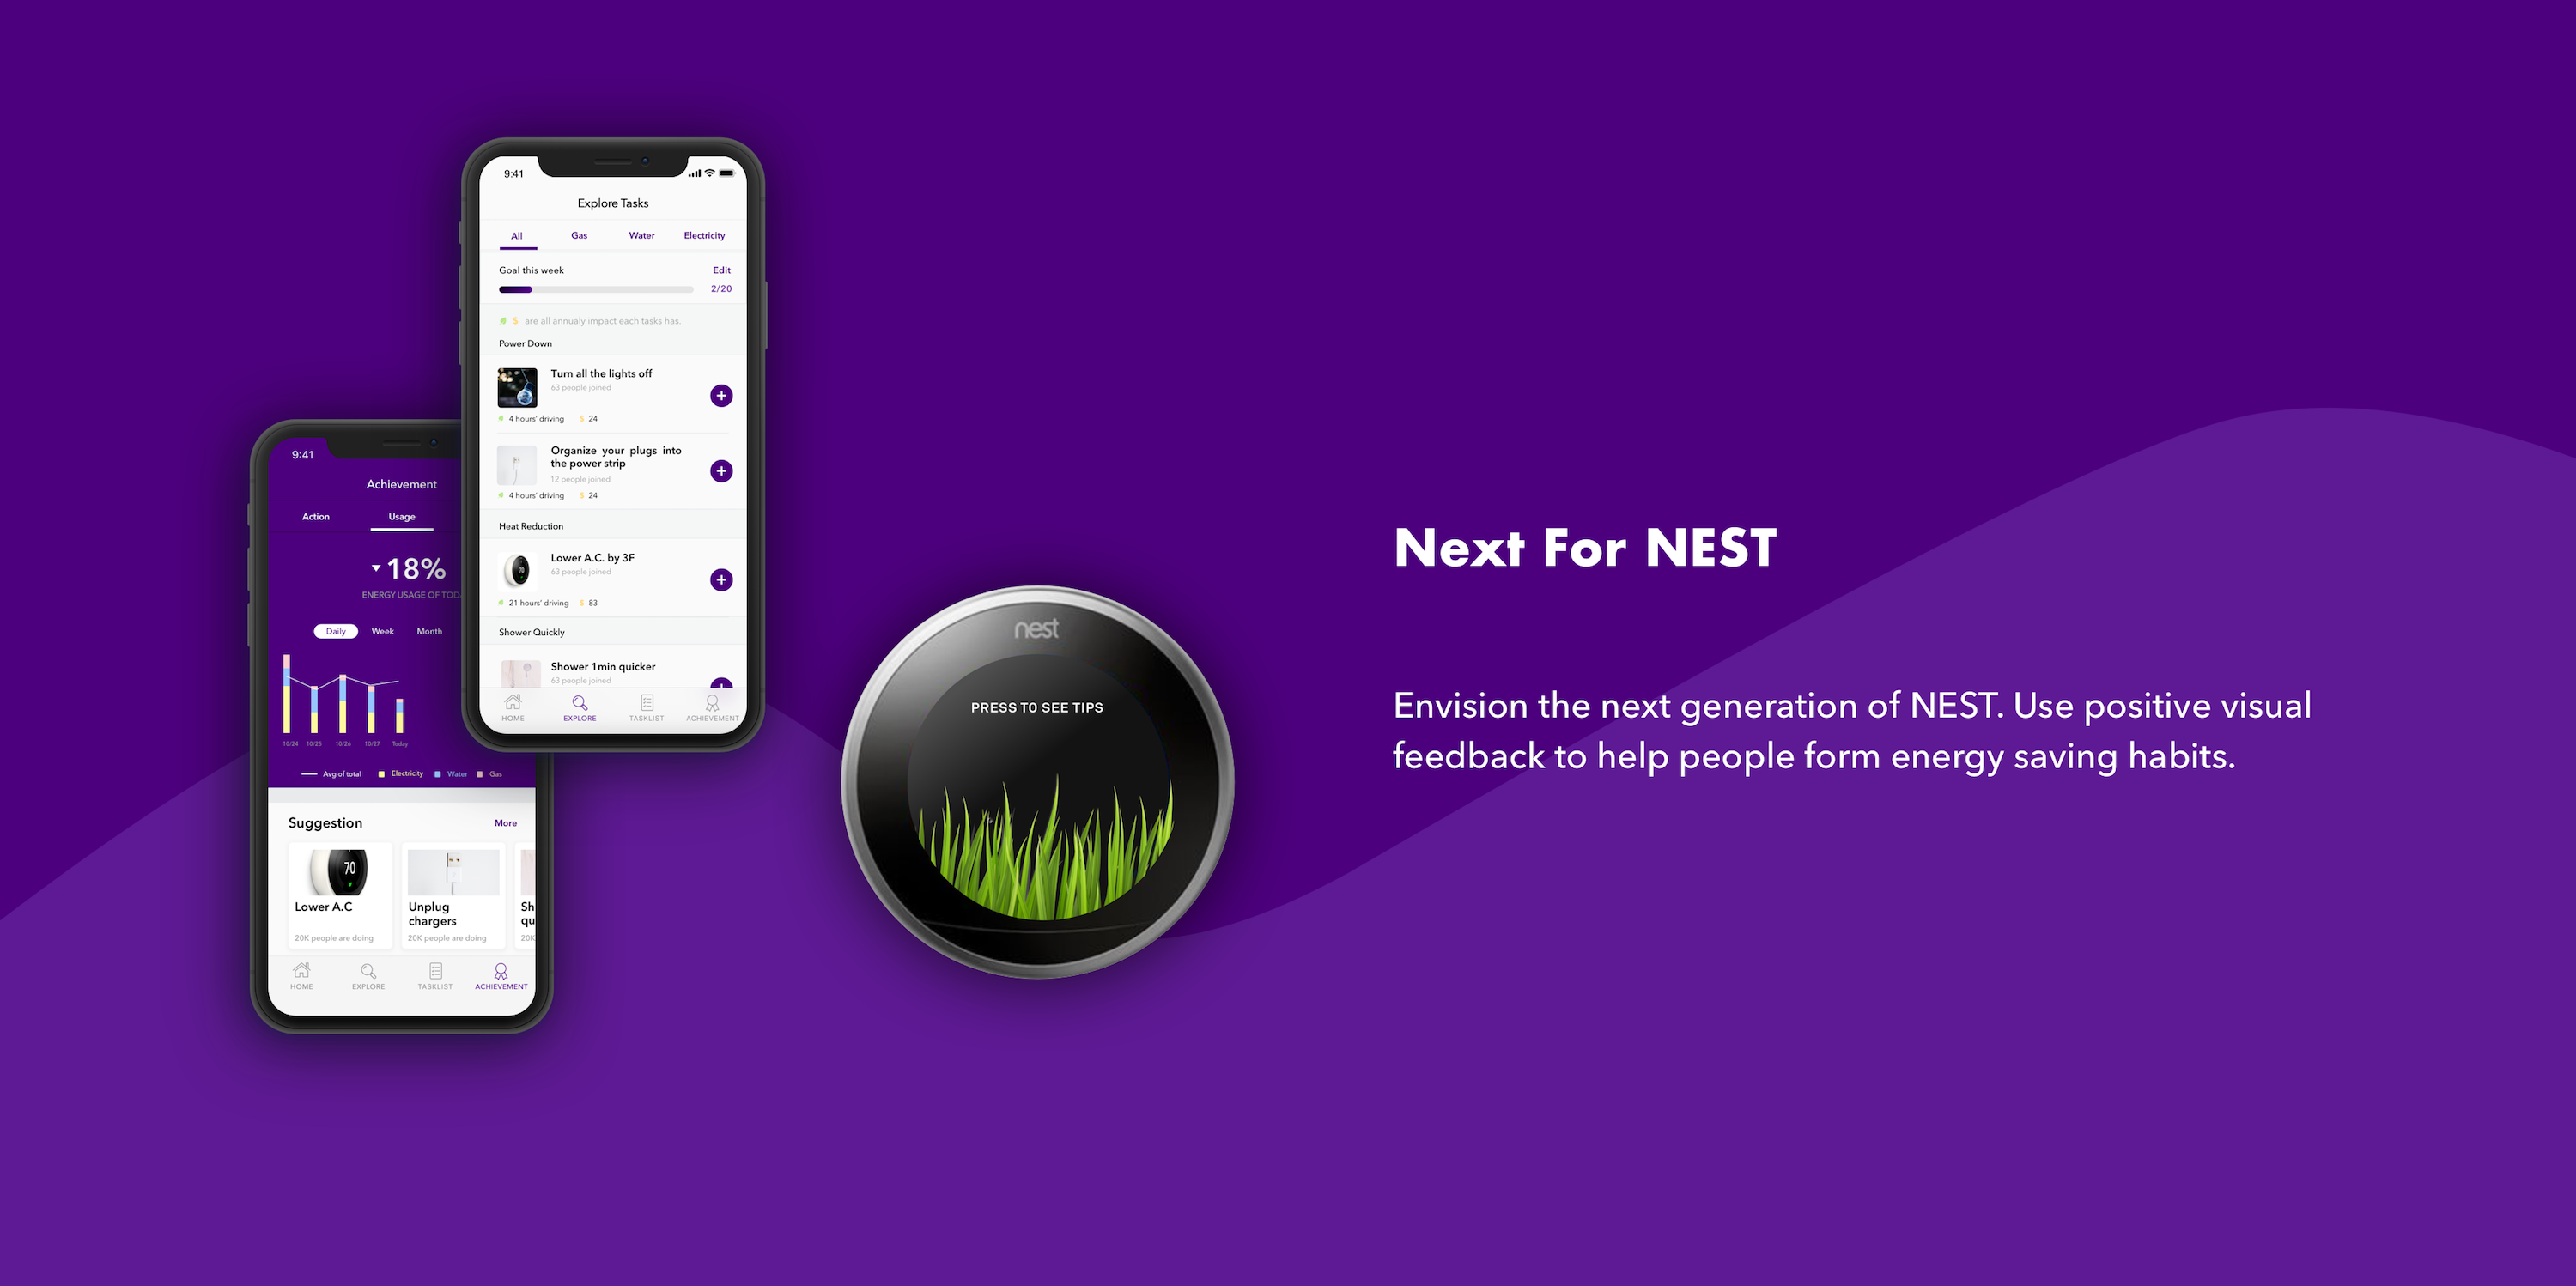 9:41
Explore Tasks
All Gas Water Electricity
Goal this week Edit
2/20
$ are all annualy impact each tasks has.
Power Down
Turn all the lights off
63 people joined
4 hours' driving $ 24
Organize your plugs into
the power strip
12 people joined
4 hours' driving $ 24
Heat Reduction
Lower A.C. by 3F
63 people joined
70
21 hours' driving $ 83
Shower Quickly
Shower 1min quicker
63 people joined
HOME EXPLORE TASKLIST ACHIEVEMENT
9:41
Achievement
Action Usage
18%
ENERGY USAGE OF
Daily Week Month
10/24 10/25 10/26 10/27 Today
Avg of total Electricity Water Gas
Suggestion More
70
Lower A.C
20K people are doing
Unplug
chargers
20K people are doing
Sh
qu
20K
HOME EXPLORE TASKLIST ACHIEVEMENT
nest
PRESS TO SEE TIPS
Next For NEST
Envision the next generation of NEST. Use positive visual
feedback to help people form energy saving habits.